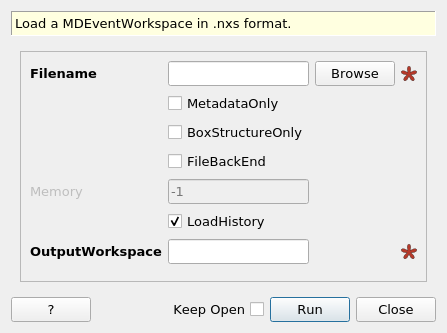 Load a MDEventWorkspace in .nxs format.
Filename Browse *
MetadataOnly
BoxStructureOnly
FileBackEnd
Memory -1
LoadHistory
OutputWorkspace *
? Keep Open Run Close